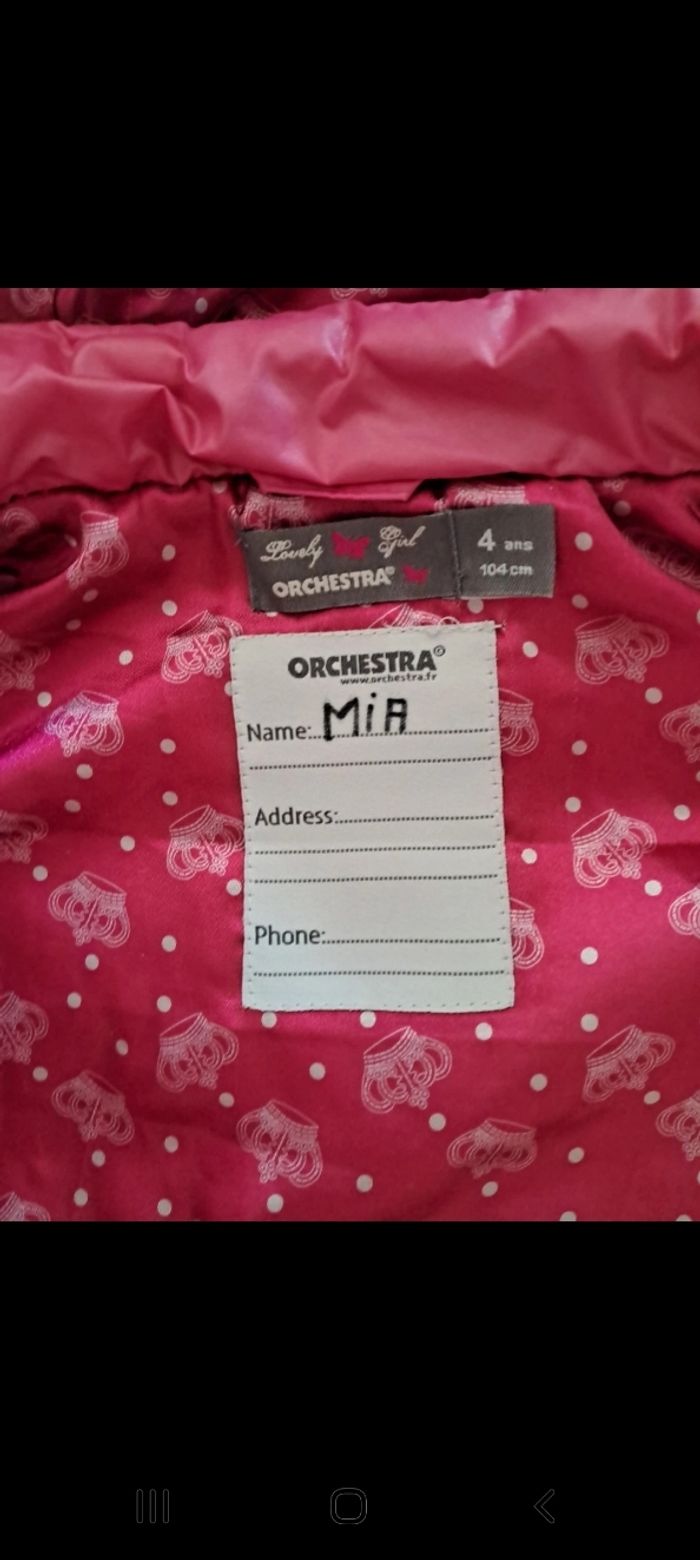 Lovely Girl
ORCHESTRA®
4 ans
104 cm
ORCHESTRA©
www.orchestra.fr
Name: MiA
Address:
Phone: